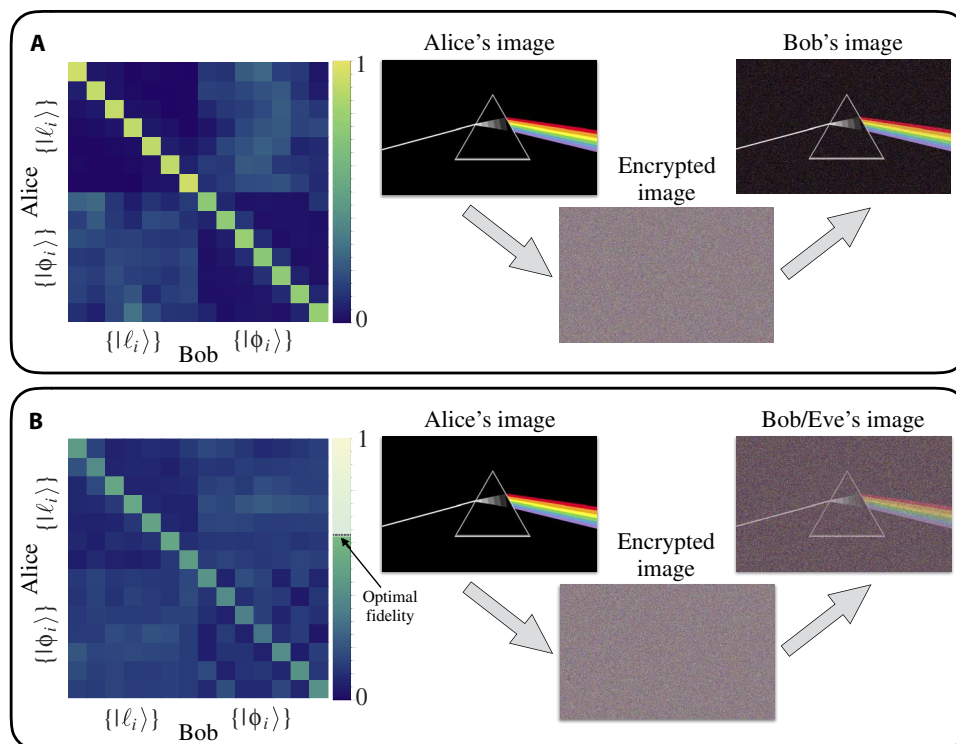 A
Alice's image
Bob's image
1
0
Alice
{|ℓᵢ⟩}
{|ϕᵢ⟩}
{|ℓᵢ⟩}
{|ϕᵢ⟩}
Bob
Encrypted
image
B
Alice's image
Bob/Eve's image
1
0
Optimal
fidelity
Alice
{|ℓᵢ⟩}
{|ϕᵢ⟩}
{|ℓᵢ⟩}
{|ϕᵢ⟩}
Bob
Encrypted
image